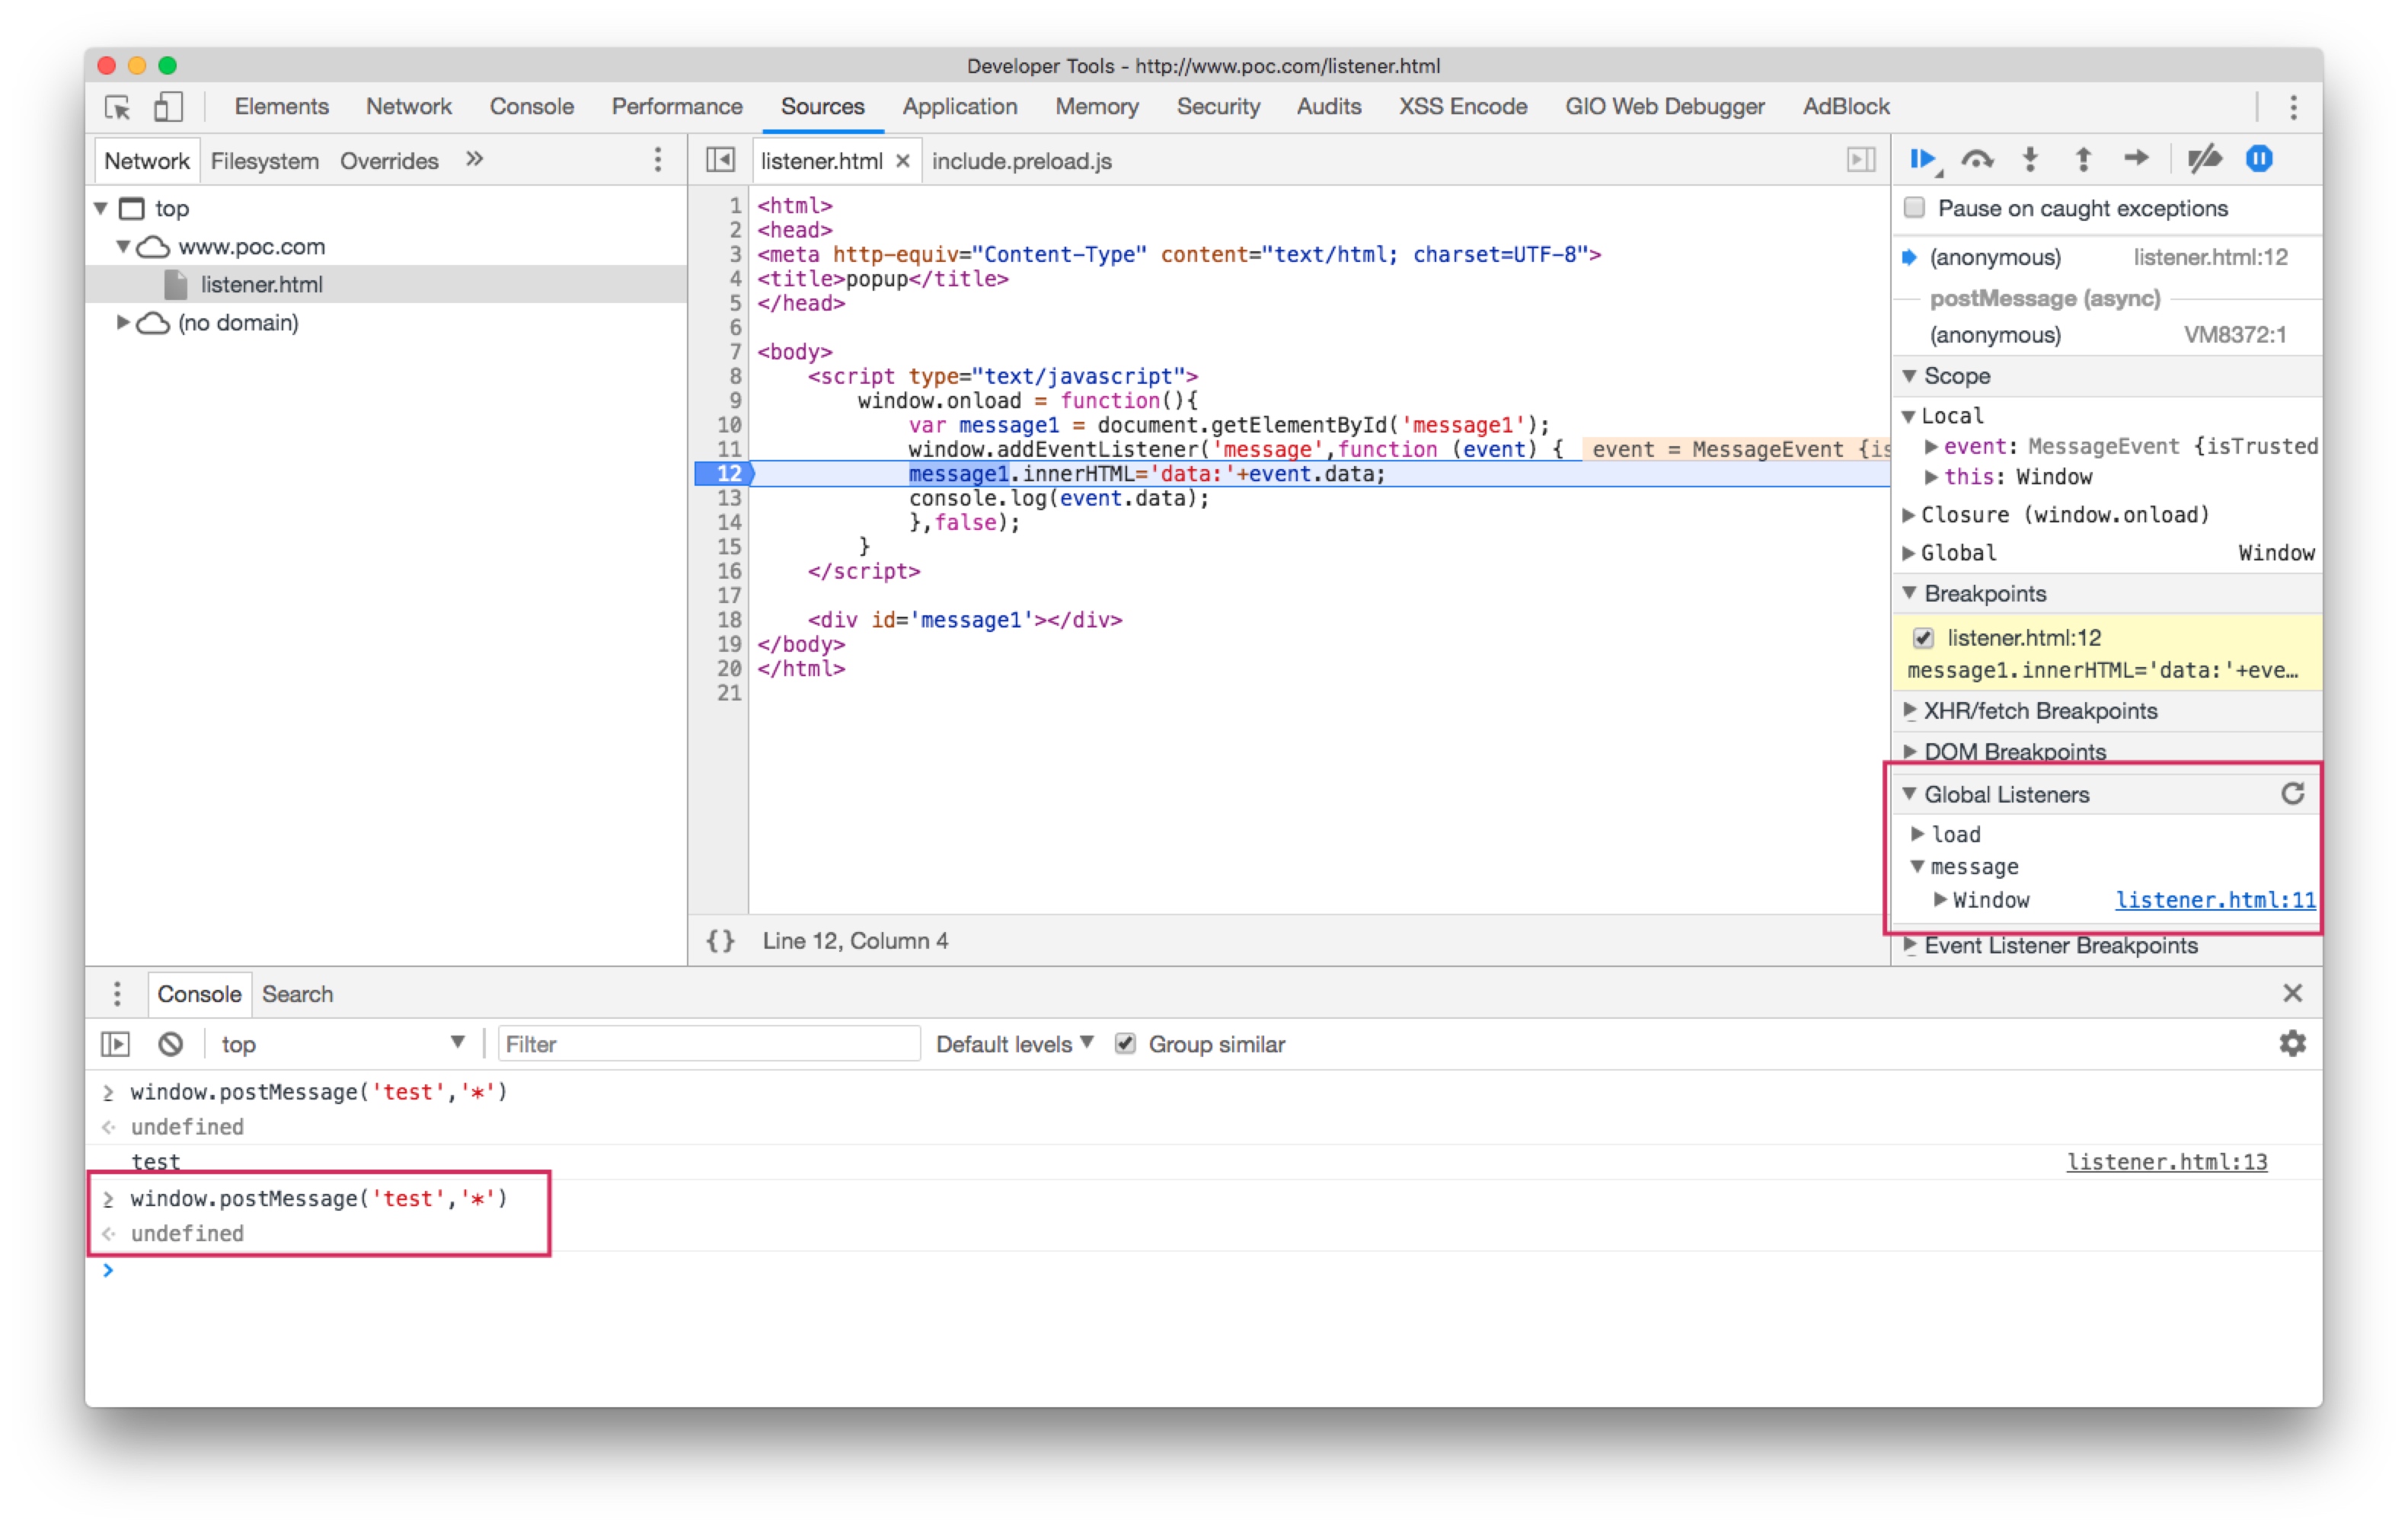 Developer Tools - http://www.poc.com/listener.html
Elements Network Console Performance Sources Application Memory Security Audits XSS Encode GIO Web Debugger AdBlock
Network Filesystem Overrides »
top
www.poc.com
listener.html
(no domain)
listener.html × include.preload.js
1 <html>
2 <head>
3 <meta http-equiv="Content-Type" content="text/html; charset=UTF-8">
4 <title>popup</title>
5 </head>
6
7 <body>
8 <script type="text/javascript">
9 window.onload = function(){
10 var message1 = document.getElementById('message1');
11 window.addEventListener('message',function (event) { event = MessageEvent {is
12 message1.innerHTML='data:'+event.data;
13 console.log(event.data);
14 },false);
15 }
16 </script>
17
18 <div id='message1'></div>
19 </body>
20 </html>
21
{} Line 12, Column 4
Pause on caught exceptions
(anonymous) listener.html:12
postMessage (async)
(anonymous) VM8372:1
Scope
Local
event: MessageEvent {isTrusted
this: Window
Closure (window.onload)
Global Window
Breakpoints
listener.html:12
message1.innerHTML='data:'+eve…
XHR/fetch Breakpoints
DOM Breakpoints
Global Listeners
load
message
Window listener.html:11
Event Listener Breakpoints
Console Search
top Filter Default levels Group similar
window.postMessage('test','*')
undefined
test listener.html:13
window.postMessage('test','*')
undefined